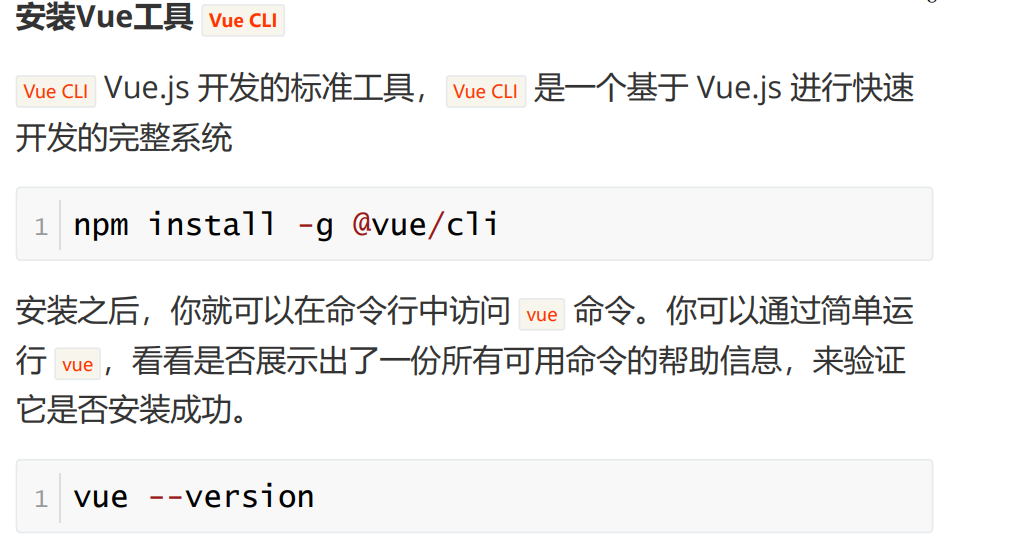 安装Vue工具 Vue CLI
Vue CLI Vue.js 开发的标准工具，Vue CLI 是一个基于 Vue.js 进行快速
开发的完整系统
1 npm install -g @vue/cli
安装之后，你就可以在命令行中访问 vue 命令。你可以通过简单运
行 vue ，看看是否展示出了一份所有可用命令的帮助信息，来验证
它是否安装成功。
1 vue --version